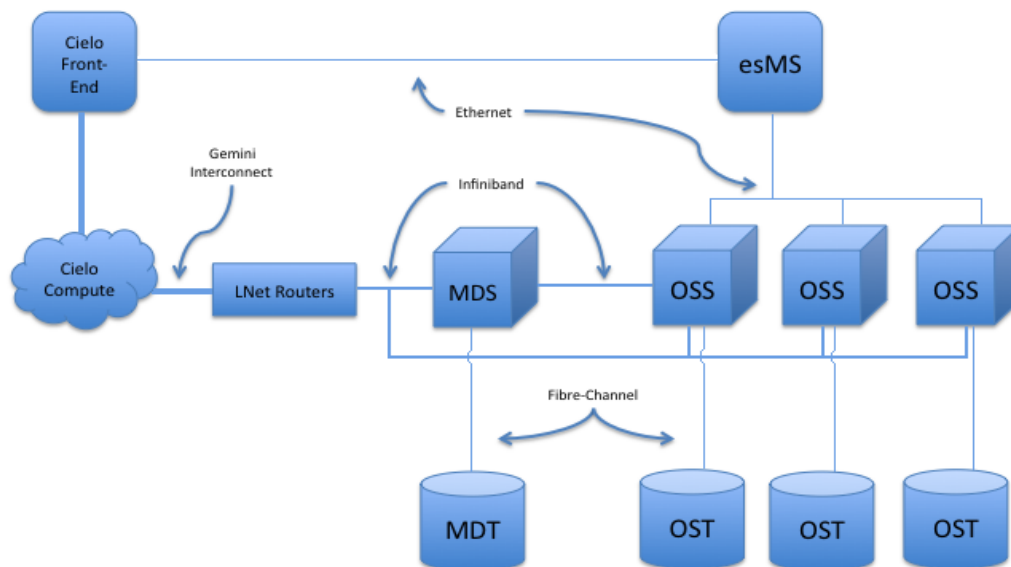 Cielo
Front-
End
esMS
Ethernet
Gemini
Interconnect
Infiniband
Cielo
Compute
LNet Routers
MDS
OSS
OSS
OSS
Fibre-Channel
MDT
OST
OST
OST